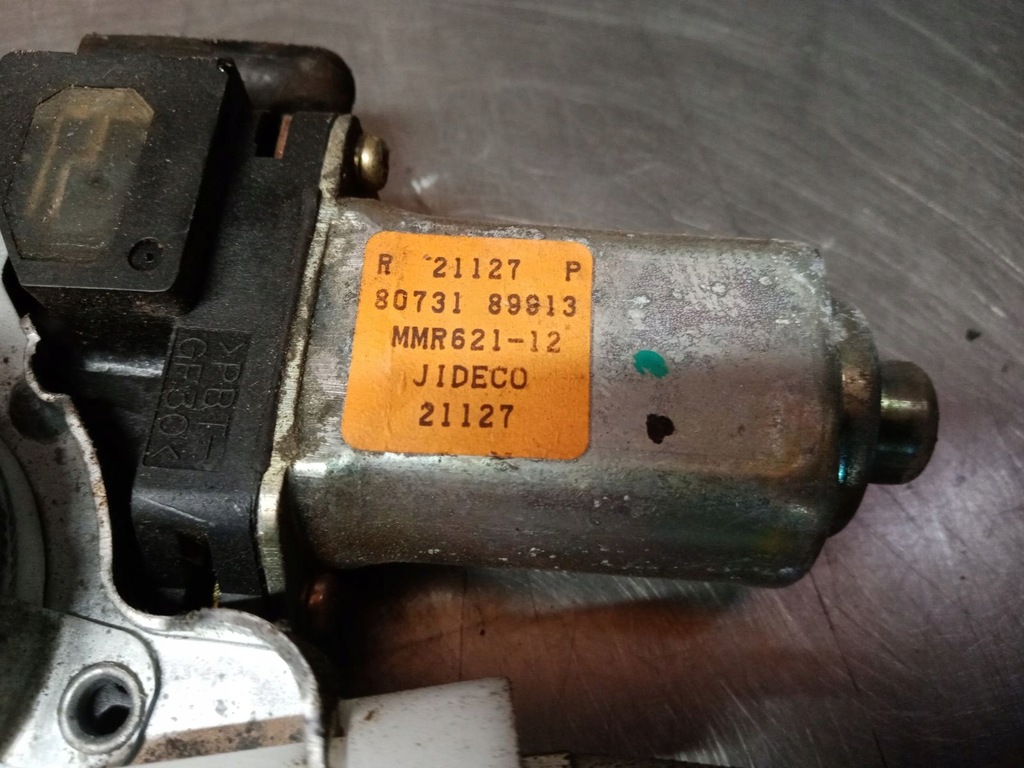 R 21127 P
80731 89913
MMR621-12
JIDECO
21127
>PBT-
GF30<